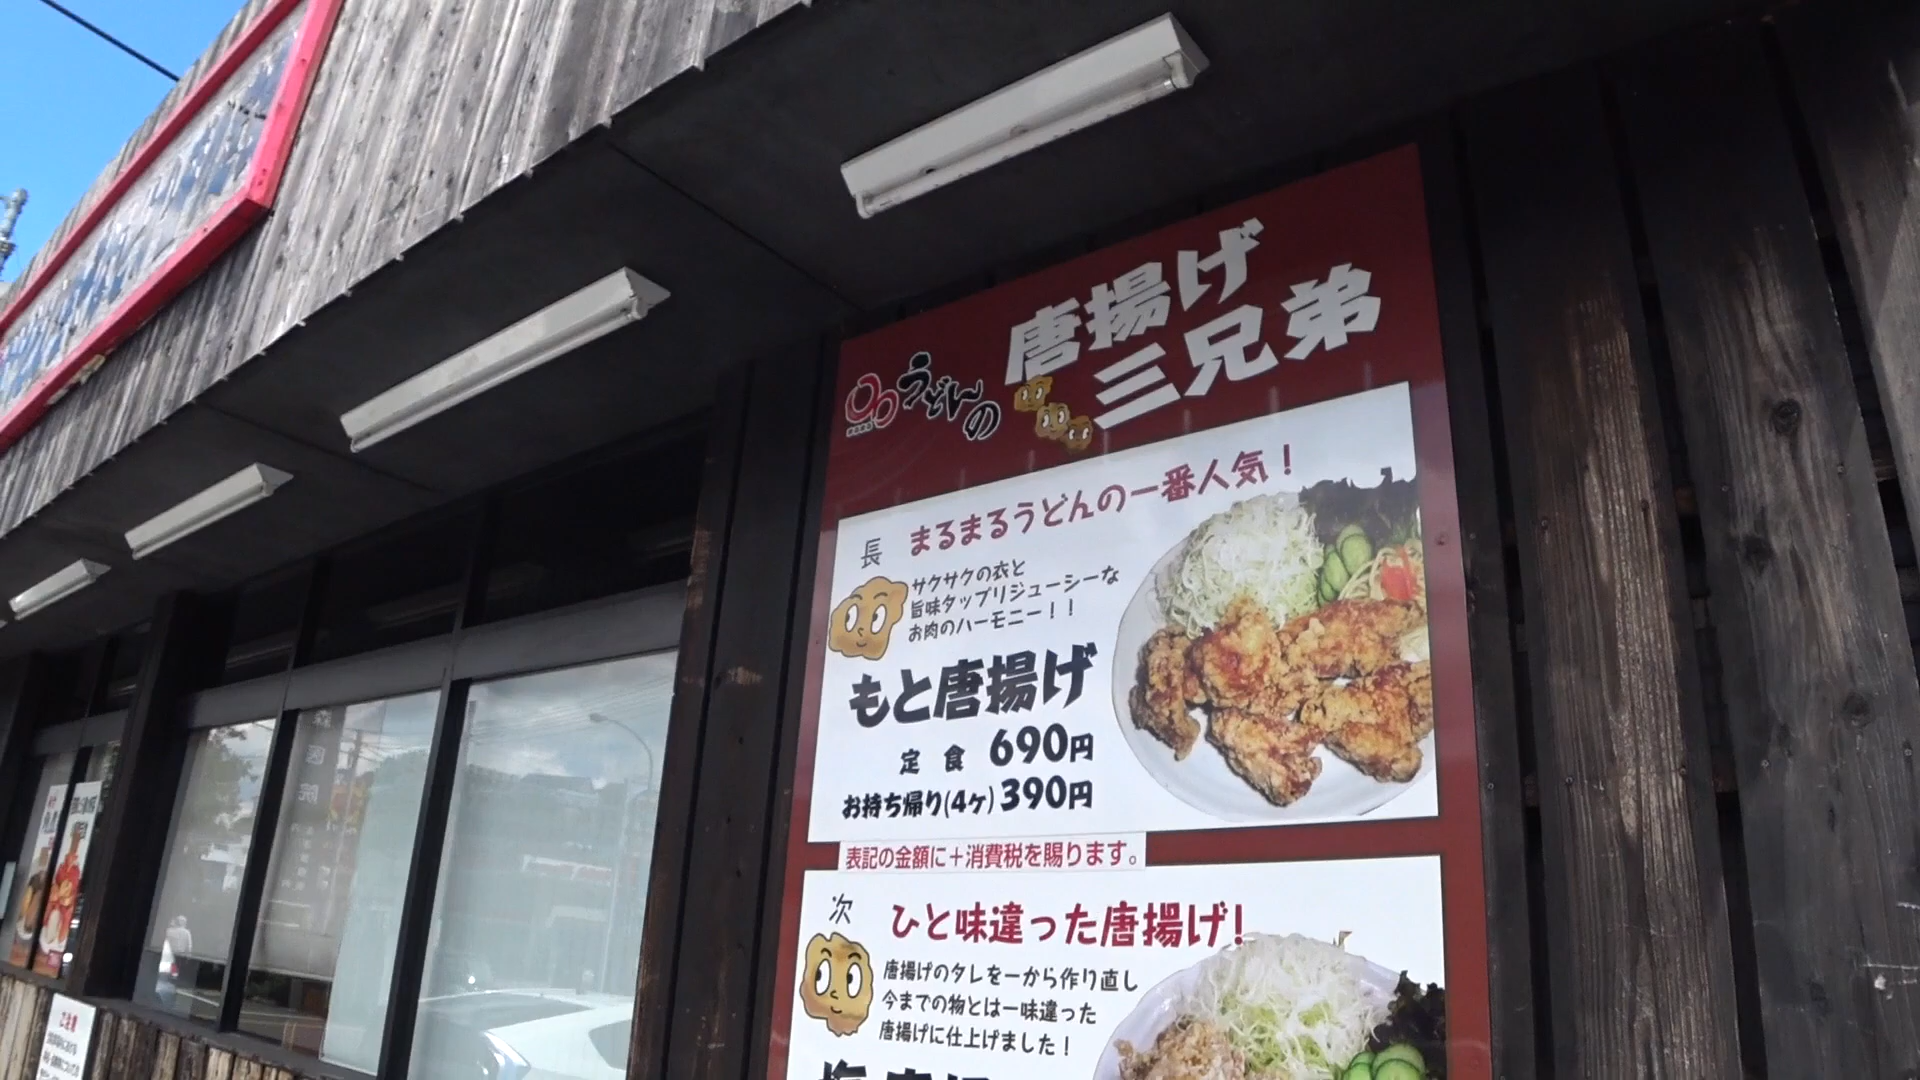 うどんの
唐揚げ
三兄弟
長
まるまるうどんの一番人気！
サクサクの衣と
旨味タップリジューシーな
お肉のハーモニー！！
もと唐揚げ
定食 690円
お持ち帰り(4ヶ) 390円
表記の金額に＋消費税を賜ります。
次
ひと味違った唐揚げ！
唐揚げのタレを一から作り直し
今までの物とは一味違った
唐揚げに仕上げました！
ご注意
医院